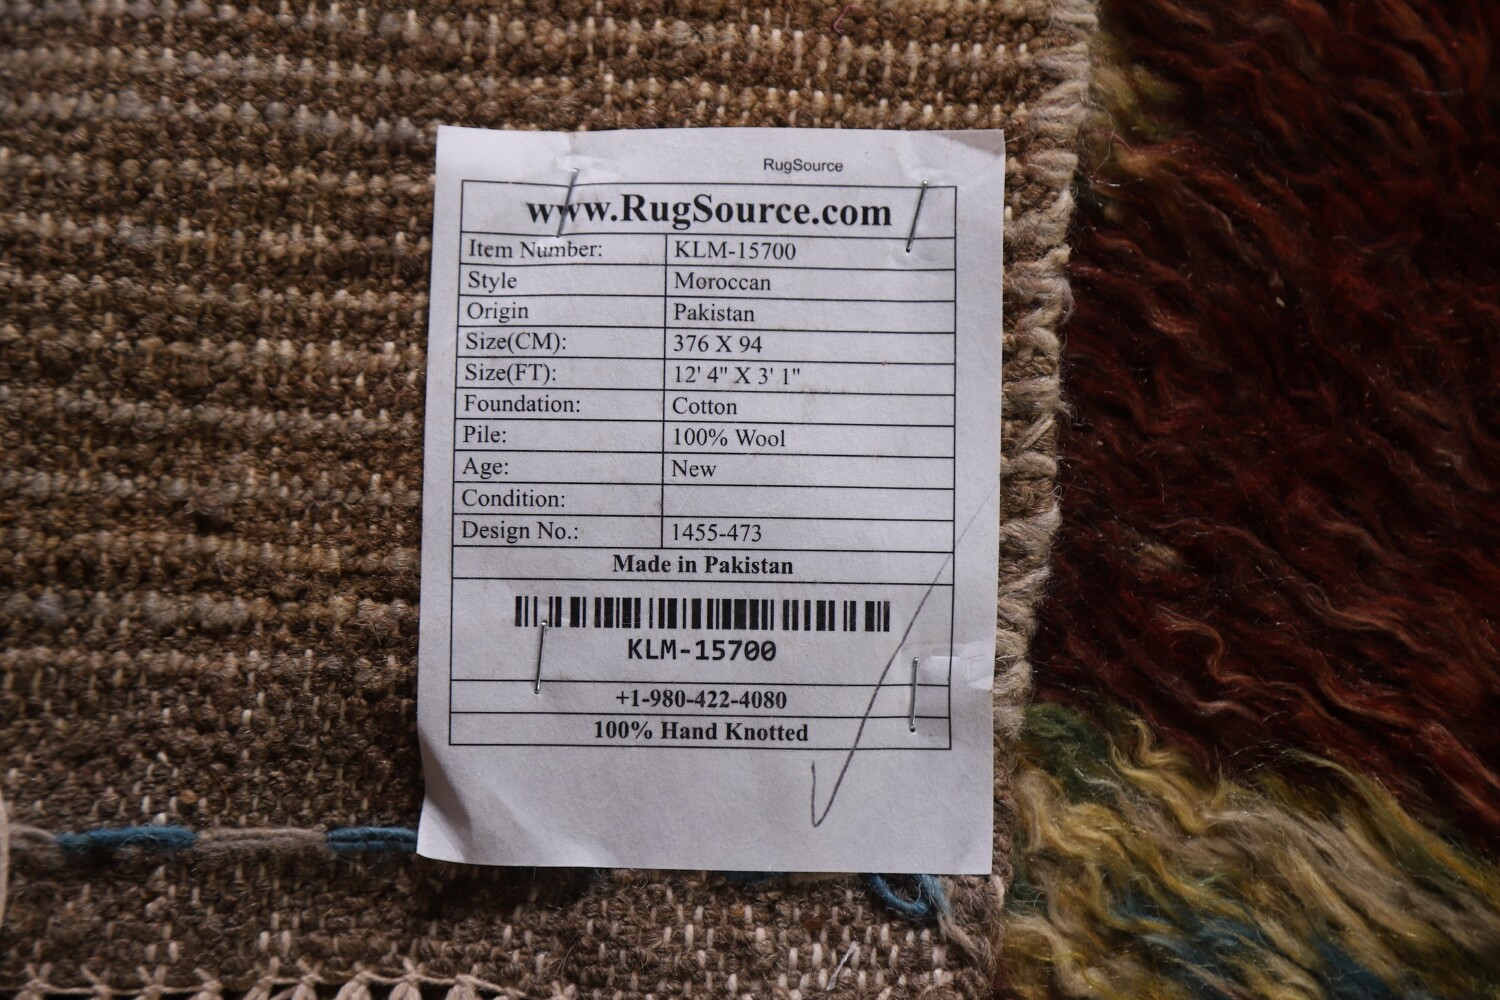 RugSource
www.RugSource.com
Item Number: KLM-15700
Style Moroccan
Origin Pakistan
Size(CM): 376 X 94
Size(FT): 12' 4" X 3' 1"
Foundation: Cotton
Pile: 100% Wool
Age: New
Condition:
Design No.: 1455-473
Made in Pakistan
KLM-15700
+1-980-422-4080
100% Hand Knotted